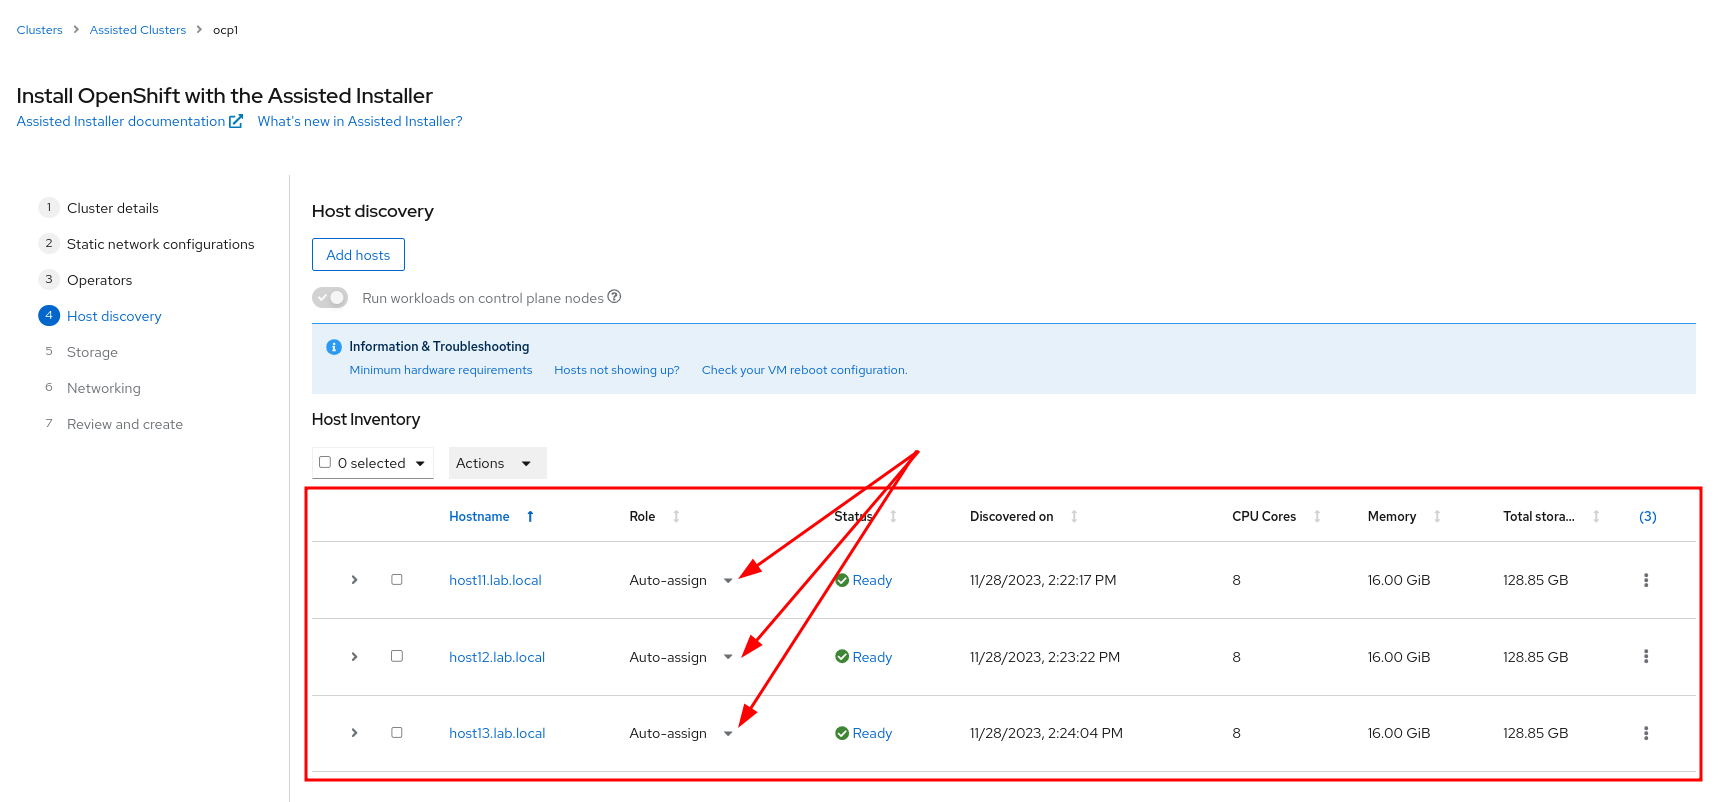 Clusters > Assisted Clusters > ocp1
Install OpenShift with the Assisted Installer
Assisted Installer documentation What's new in Assisted Installer?
1 Cluster details
2 Static network configurations
3 Operators
4 Host discovery
5 Storage
6 Networking
7 Review and create
Host discovery
Add hosts
Run workloads on control plane nodes
Information & Troubleshooting
Minimum hardware requirements Hosts not showing up? Check your VM reboot configuration.
Host Inventory
0 selected Actions
Hostname Role Status Discovered on CPU Cores Memory Total stora... (3)
host11.lab.local Auto-assign Ready 11/28/2023, 2:22:17 PM 8 16.00 GiB 128.85 GB
host12.lab.local Auto-assign Ready 11/28/2023, 2:23:22 PM 8 16.00 GiB 128.85 GB
host13.lab.local Auto-assign Ready 11/28/2023, 2:24:04 PM 8 16.00 GiB 128.85 GB